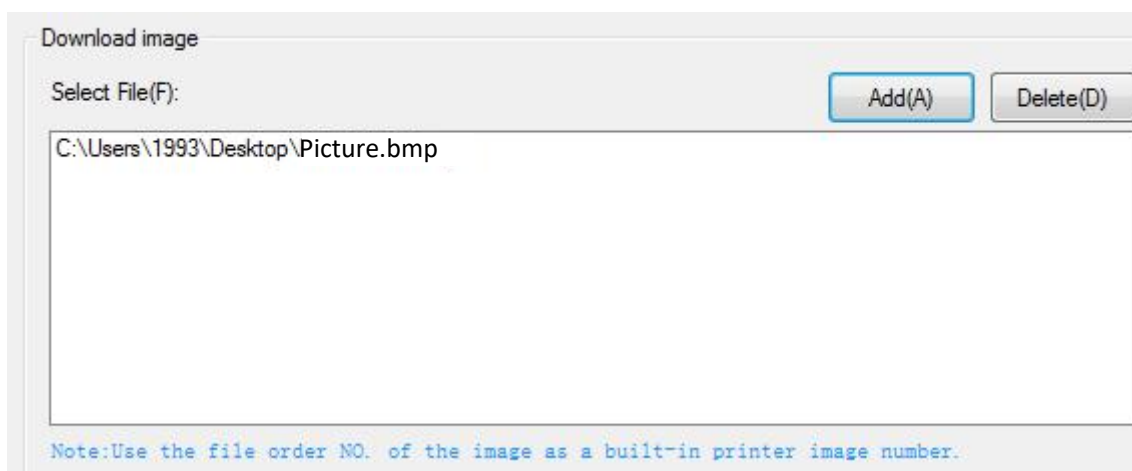 Download image
Select File(F): Add(A) Delete(D)
C:\Users\1993\Desktop\Picture.bmp
Note:Use the file order NO. of the image as a built-in printer image number.